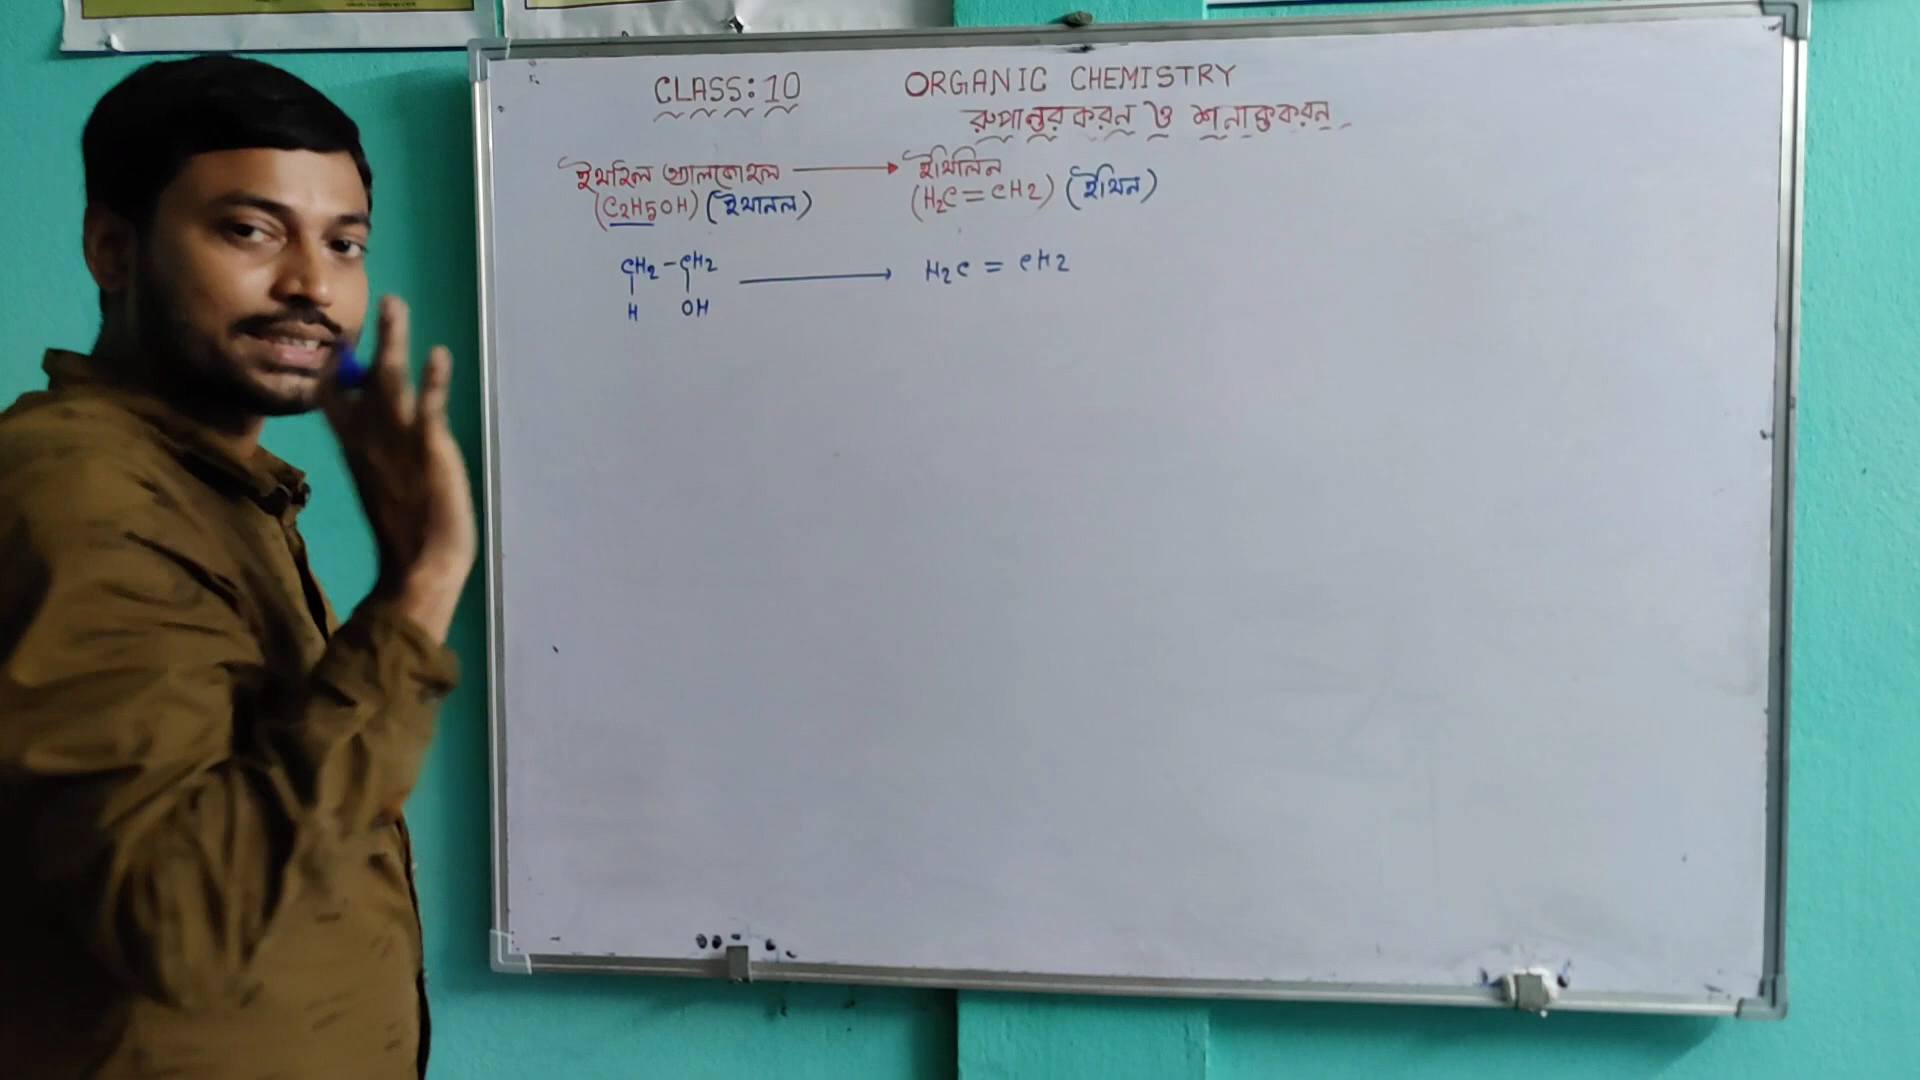 CLASS:10 ORGANIC CHEMISTRY
রুপান্তরকরন ও শনাক্তকরন
ইথাইল অ্যালকোহল → ইথিলিন
(C2H5OH) (ইথানল) (H2C=CH2) (ইথিন)
CH2-CH2 → H2C = CH2
H OH